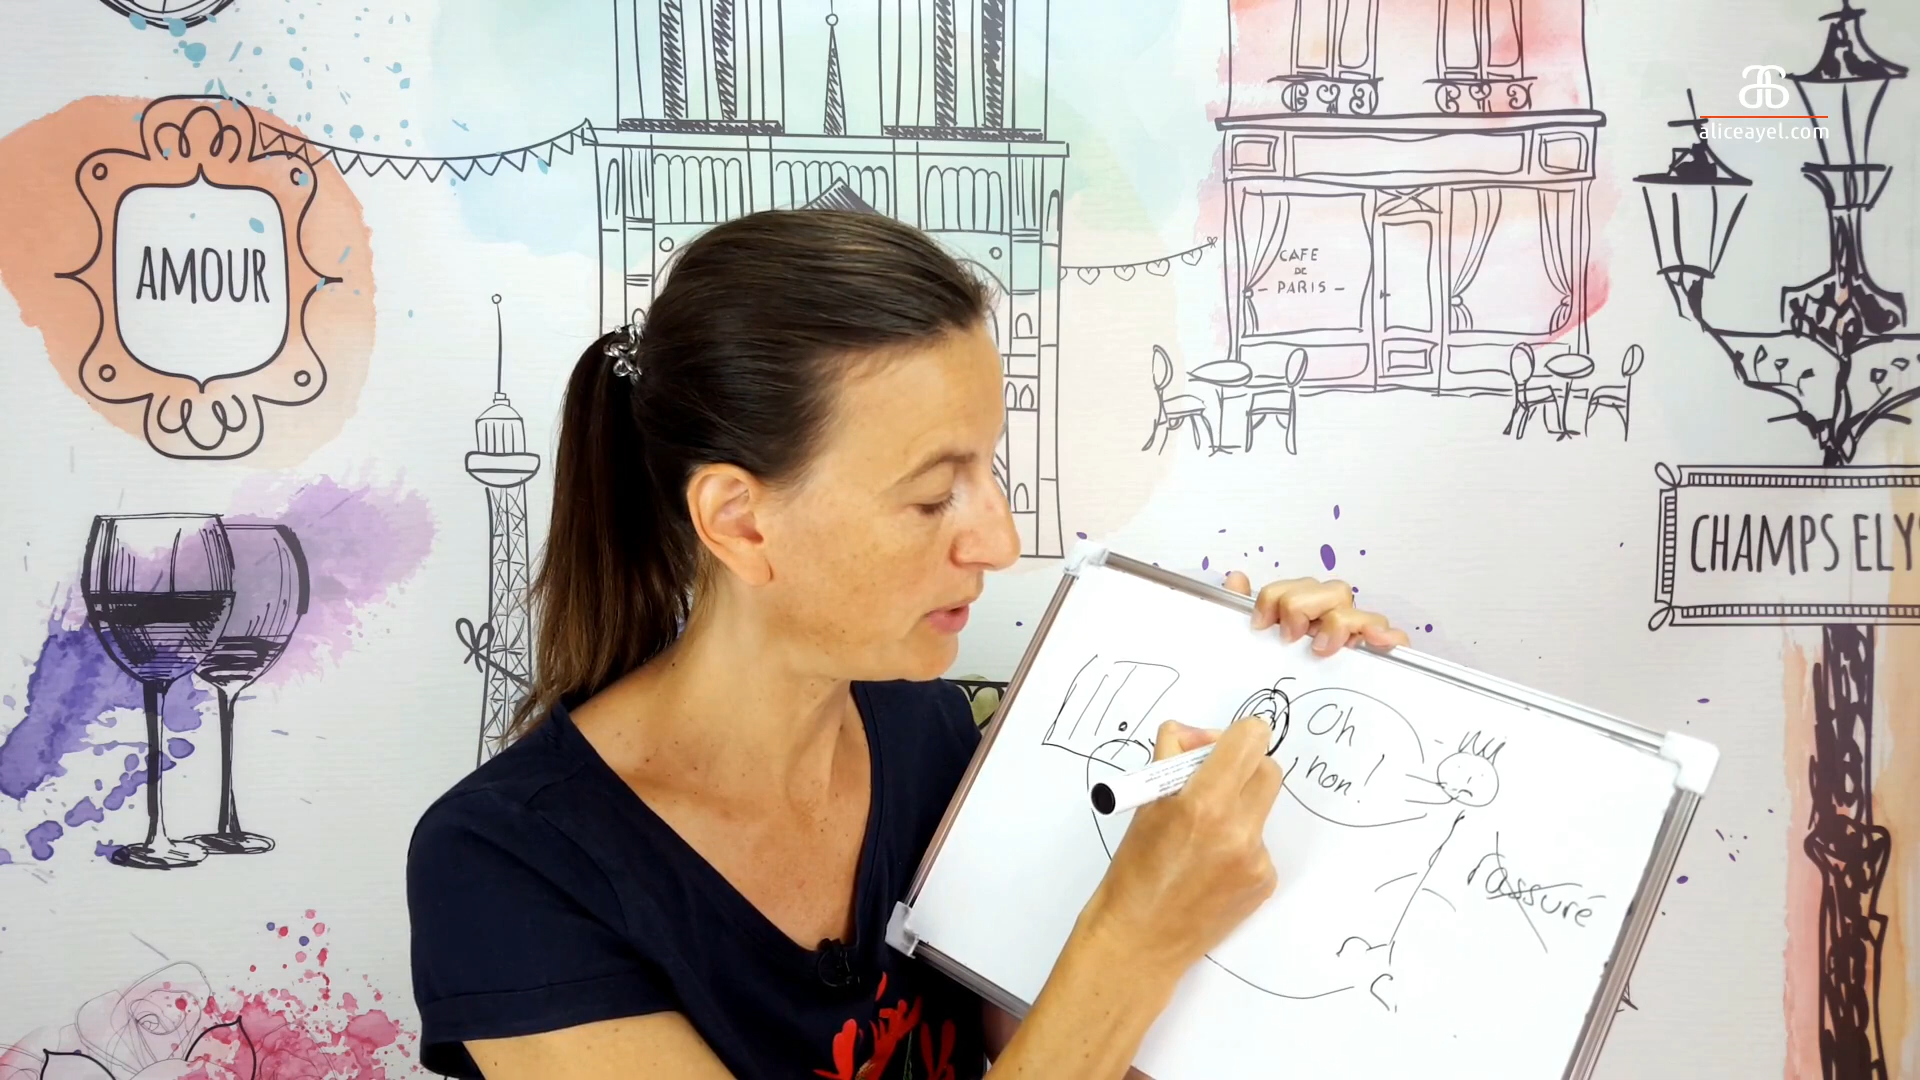 aliceayel.com
AMOUR
CAFE
DE
- PARIS -
CHAMPS ELY
Oh
non!
rassuré